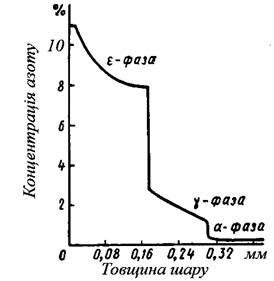 %
Концентрація азоту
10
8
6
4
2
0
ε-фаза
γ-фаза
α-фаза
0,08 0,16 0,24 0,32 мм
Товщина шару